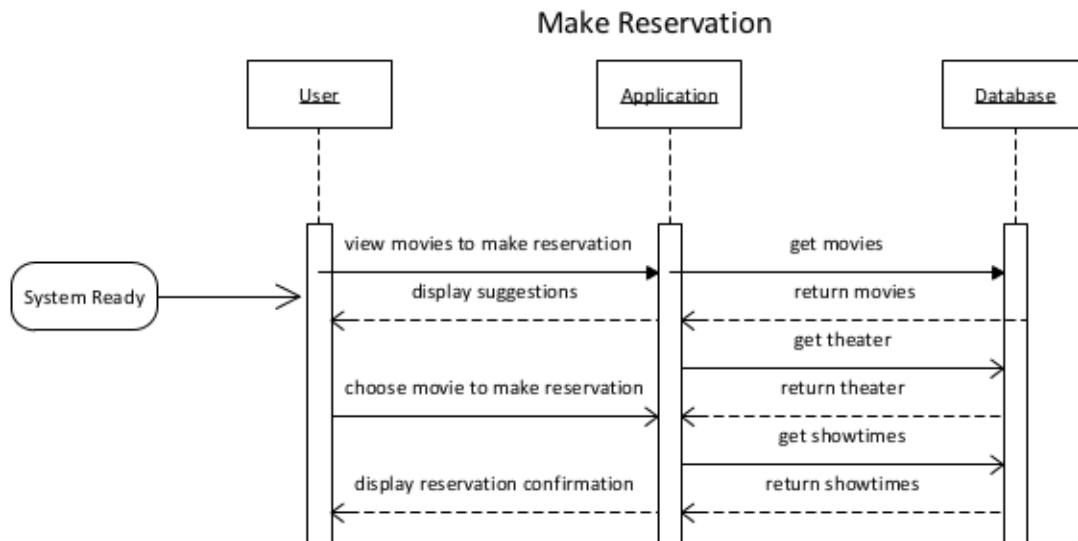 Make Reservation
User
Application
Database
view movies to make reservation
get movies
System Ready
display suggestions
return movies
get theater
choose movie to make reservation
return theater
get showtimes
display reservation confirmation
return showtimes